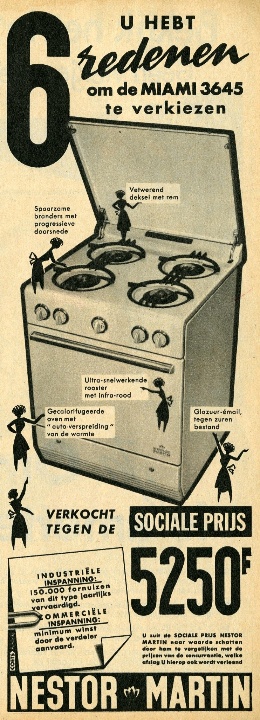 6
U HEBT
redenen
om de MIAMI 3645
te verkiezen
Vetwerend
deksel met rem
Spaarzame
branders met
progressieve
doorsnede
Ultra-snelwerkende
rooster
met infra-rood
Gecalorifugeerde
oven met
"auto-verspreiding"
van de warmte
Glazuur-émail,
tegen zuren
bestand
VERKOCHT
TEGEN DE
SOCIALE PRIJS
5250F
INDUSTRIËLE
INSPANNING:
150.000 fornuizen
van dit type jaarlijks
vervaardigd.
COMMERCIËLE
INSPANNING:
minimum winst
door de verdeler
aanvaard.
U zult de SOCIALE PRIJS NESTOR
MARTIN naar waarde schatten
door hem te vergelijken met de
prijzen van de concurrentie, welke
afslag U hierop ook wordt verleend
NESTOR MARTIN